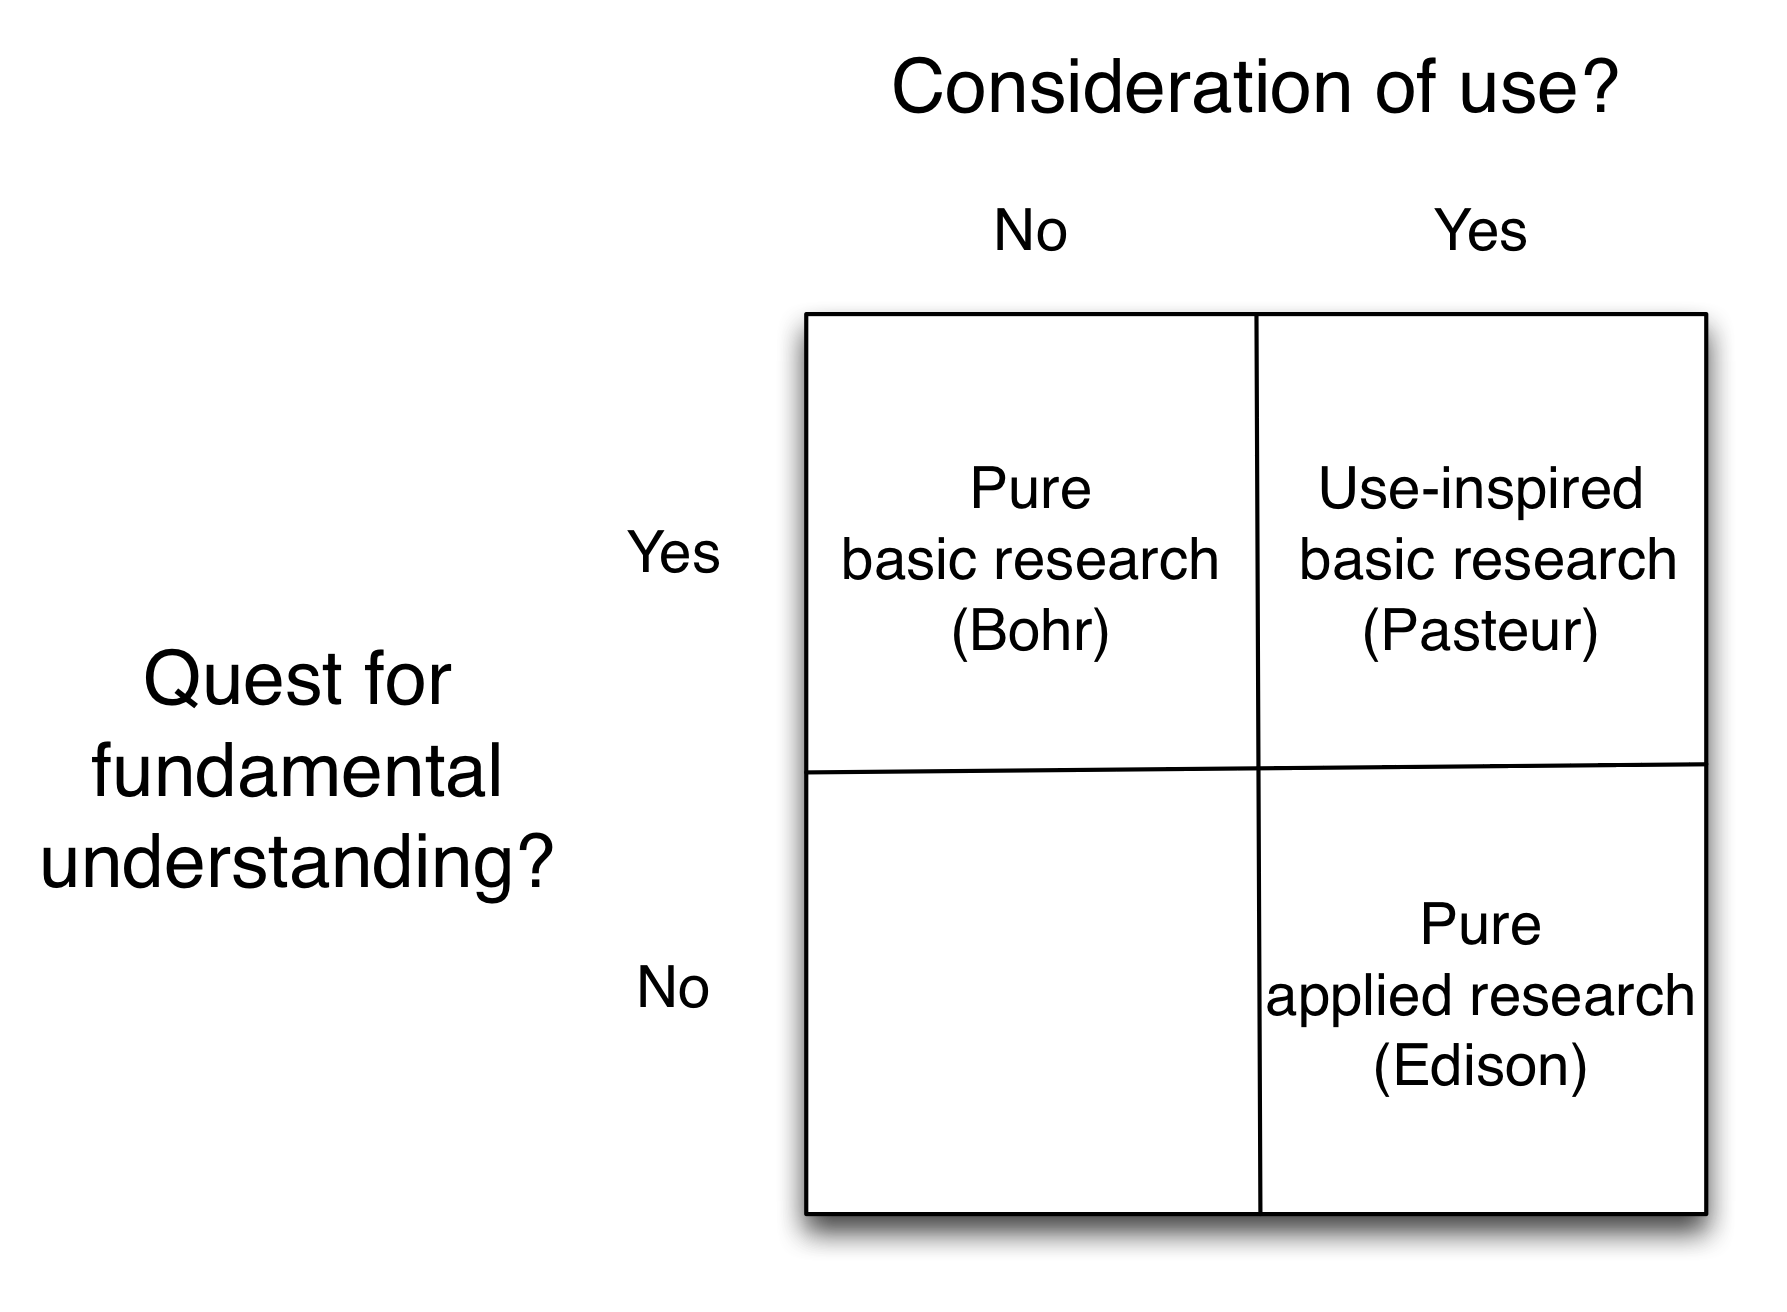 Consideration of use?
No
Yes
Yes
Pure
basic research
(Bohr)
Use-inspired
basic research
(Pasteur)
Quest for
fundamental
understanding?
No
Pure
applied research
(Edison)